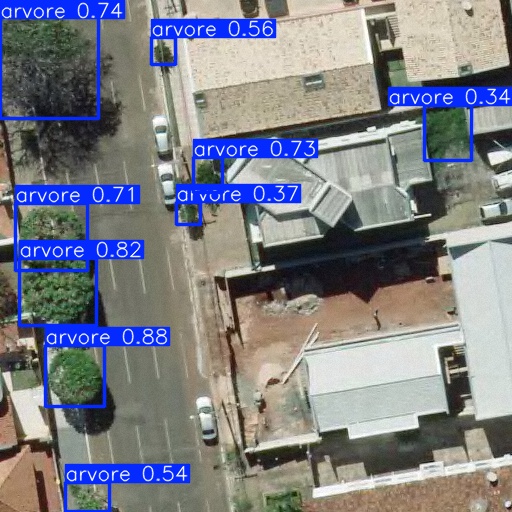 arvore 0.74
arvore 0.56
arvore 0.34
arvore 0.73
arvore 0.71
arvore 0.37
arvore 0.82
arvore 0.88
arvore 0.54